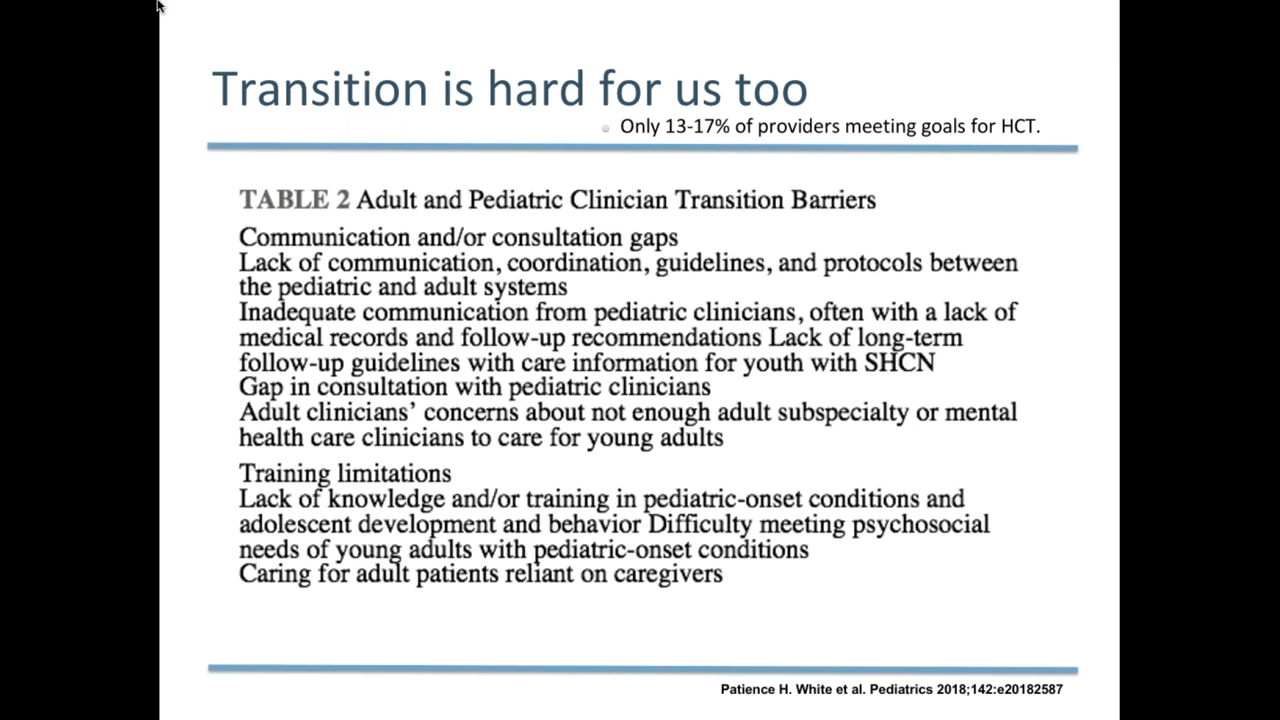 Transition is hard for us too
Only 13-17% of providers meeting goals for HCT.
TABLE 2 Adult and Pediatric Clinician Transition Barriers
Communication and/or consultation gaps
Lack of communication, coordination, guidelines, and protocols between
the pediatric and adult systems
Inadequate communication from pediatric clinicians, often with a lack of
medical records and follow-up recommendations Lack of long-term
follow-up guidelines with care information for youth with SHCN
Gap in consultation with pediatric clinicians
Adult clinicians’ concerns about not enough adult subspecialty or mental
health care clinicians to care for young adults
Training limitations
Lack of knowledge and/or training in pediatric-onset conditions and
adolescent development and behavior Difficulty meeting psychosocial
needs of young adults with pediatric-onset conditions
Caring for adult patients reliant on caregivers
Patience H. White et al. Pediatrics 2018;142:e20182587